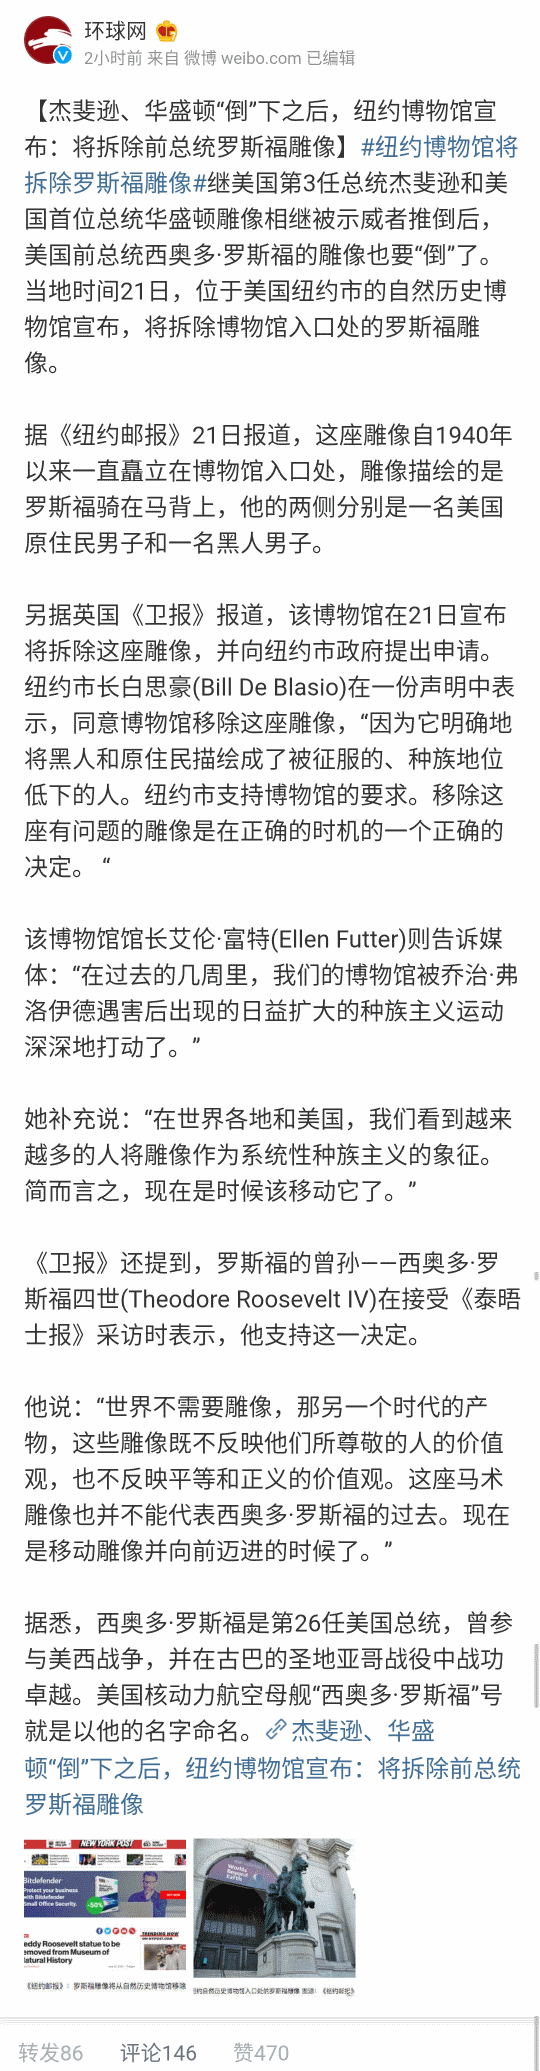 环球网
2小时前 来自 微博 weibo.com 已编辑
【杰斐逊、华盛顿“倒”下之后，纽约博物馆宣
布：将拆除前总统罗斯福雕像】#纽约博物馆将
拆除罗斯福雕像#继美国第3任总统杰斐逊和美
国首位总统华盛顿雕像相继被示威者推倒后，
美国前总统西奥多·罗斯福的雕像也要“倒”了。
当地时间21日，位于美国纽约市的自然历史博
物馆宣布，将拆除博物馆入口处的罗斯福雕
像。
据《纽约邮报》21日报道，这座雕像自1940年
以来一直矗立在博物馆入口处，雕像描绘的是
罗斯福骑在马背上，他的两侧分别是一名美国
原住民男子和一名黑人男子。
另据英国《卫报》报道，该博物馆在21日宣布
将拆除这座雕像，并向纽约市政府提出申请。
纽约市长白思豪(Bill De Blasio)在一份声明中表
示，同意博物馆移除这座雕像，“因为它明确地
将黑人和原住民描绘成了被征服的、种族地位
低下的人。纽约市支持博物馆的要求。移除这
座有问题的雕像是在正确的时机的一个正确的
决定。 “
该博物馆馆长艾伦·富特(Ellen Futter)则告诉媒
体：“在过去的几周里，我们的博物馆被乔治·弗
洛伊德遇害后出现的日益扩大的种族主义运动
深深地打动了。”
她补充说：“在世界各地和美国，我们看到越来
越多的人将雕像作为系统性种族主义的象征。
简而言之，现在是时候该移动它了。”
《卫报》还提到，罗斯福的曾孙——西奥多·罗
斯福四世(Theodore Roosevelt IV)在接受《泰晤
士报》采访时表示，他支持这一决定。
他说：“世界不需要雕像，那另一个时代的产
物，这些雕像既不反映他们所尊敬的人的价值
观，也不反映平等和正义的价值观。这座马术
雕像也并不能代表西奥多·罗斯福的过去。现在
是移动雕像并向前迈进的时候了。”
据悉，西奥多·罗斯福是第26任美国总统，曾参
与美西战争，并在古巴的圣地亚哥战役中战功
卓越。美国核动力航空母舰“西奥多·罗斯福”号
就是以他的名字命名。杰斐逊、华盛
顿“倒”下之后，纽约博物馆宣布：将拆除前总统
罗斯福雕像
NEW YORK POST
Bitdefender
rotect your business
with Bitdefender
Small Office Security.
-50%
TRENDING NOW
eddy Roosevelt statue to be
emoved from Museum of
latural History
《纽约邮报》：罗斯福雕像将从自然历史博物馆移除
Worlds
Beyond
Earth
纽约自然历史博物馆入口处的罗斯福雕像 图源：《纽约邮报》
转发86 评论146 赞470